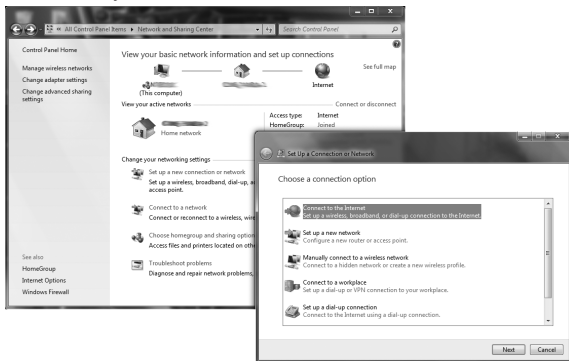 « All Control Panel Items ▸ Network and Sharing Center
Search Control Panel
Control Panel Home
Manage wireless networks
Change adapter settings
Change advanced sharing
settings
See also
HomeGroup
Internet Options
Windows Firewall
View your basic network information and set up connections
See full map
(This computer)
Internet
View your active networks
Connect or disconnect
Home network
Access type: Internet
HomeGroup: Joined
Change your networking settings
Set up a new connection or network
Set up a wireless, broadband, dial-up, a
access point.
Connect to a network
Connect or reconnect to a wireless, wire
Choose homegroup and sharing option
Access files and printers located on othe
Troubleshoot problems
Diagnose and repair network problems,
Set Up a Connection or Network
Choose a connection option
Connect to the Internet
Set up a wireless, broadband, or dial-up connection to the Internet.
Set up a new network
Configure a new router or access point.
Manually connect to a wireless network
Connect to a hidden network or create a new wireless profile.
Connect to a workplace
Set up a dial-up or VPN connection to your workplace.
Set up a dial-up connection
Connect to the Internet using a dial-up connection.
Next
Cancel